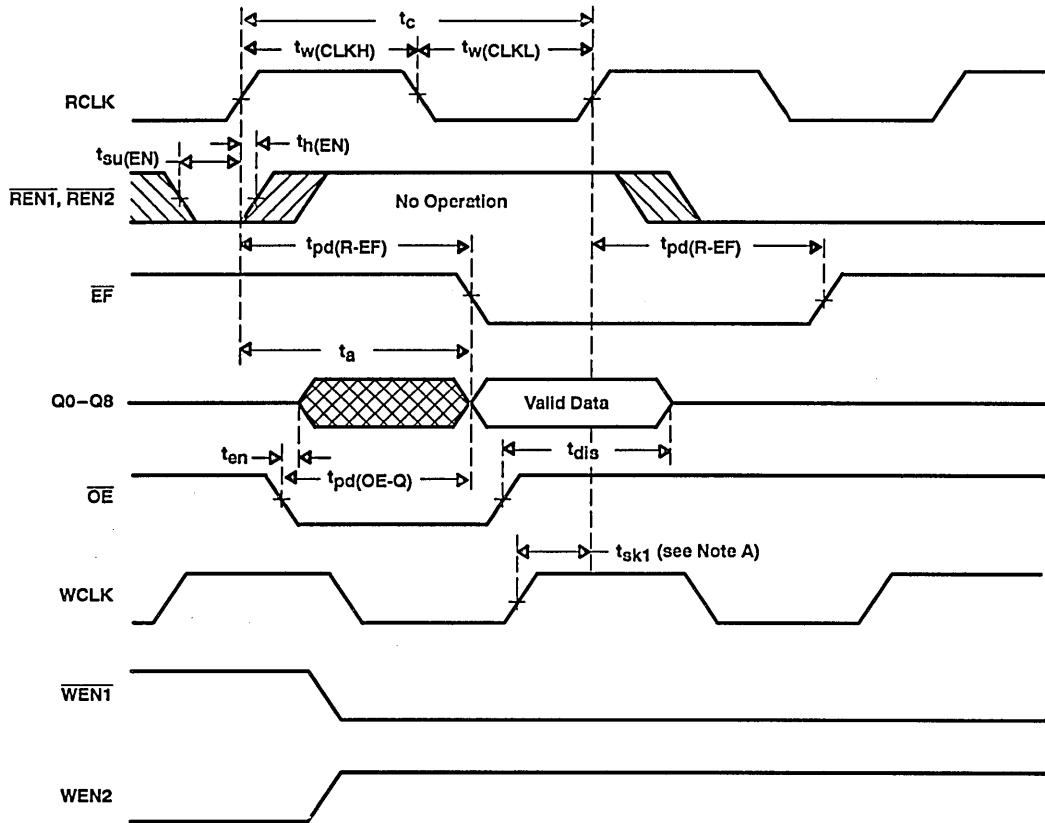 tc
tw(CLKH)
tw(CLKL)
RCLK
tsu(EN)
th(EN)
REN1, REN2
No Operation
tpd(R-EF)
tpd(R-EF)
EF
ta
Q0–Q8
Valid Data
ten
tdis
tpd(OE-Q)
OE
tsk1 (see Note A)
WCLK
WEN1
WEN2